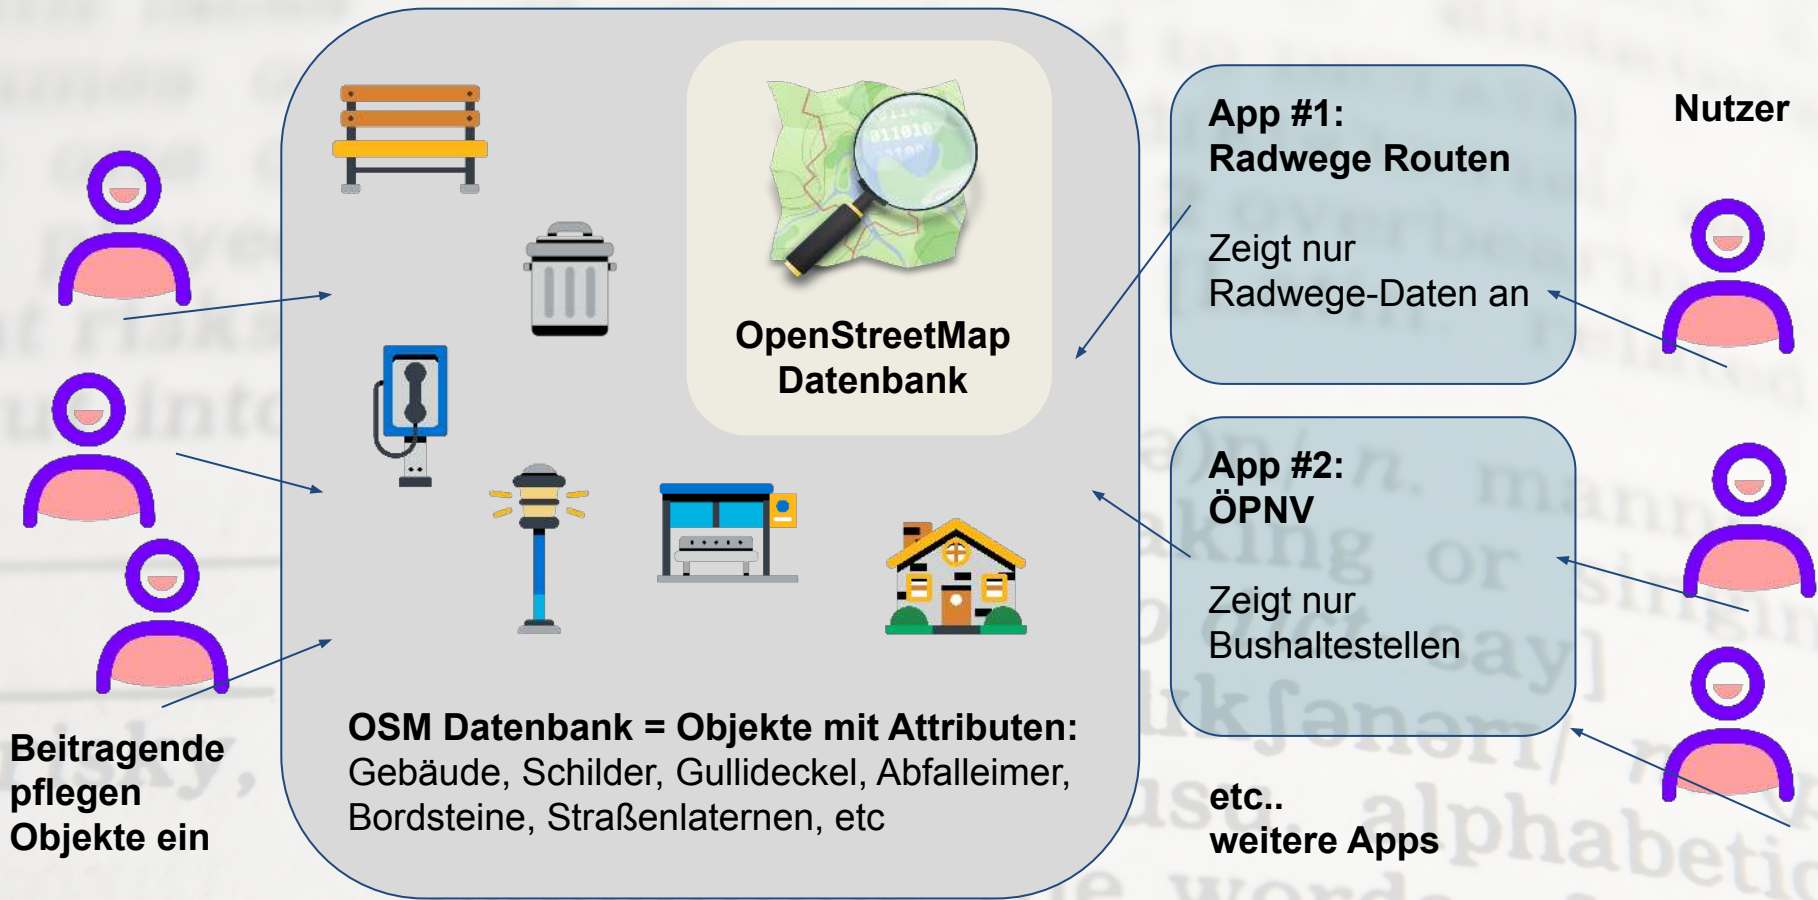 OpenStreetMap
Datenbank
OSM Datenbank = Objekte mit Attributen:
Gebäude, Schilder, Gullideckel, Abfalleimer,
Bordsteine, Straßenlaternen, etc
Beitragende
pflegen
Objekte ein
App #1:
Radwege Routen
Zeigt nur
Radwege-Daten an
App #2:
ÖPNV
Zeigt nur
Bushaltestellen
etc..
weitere Apps
Nutzer